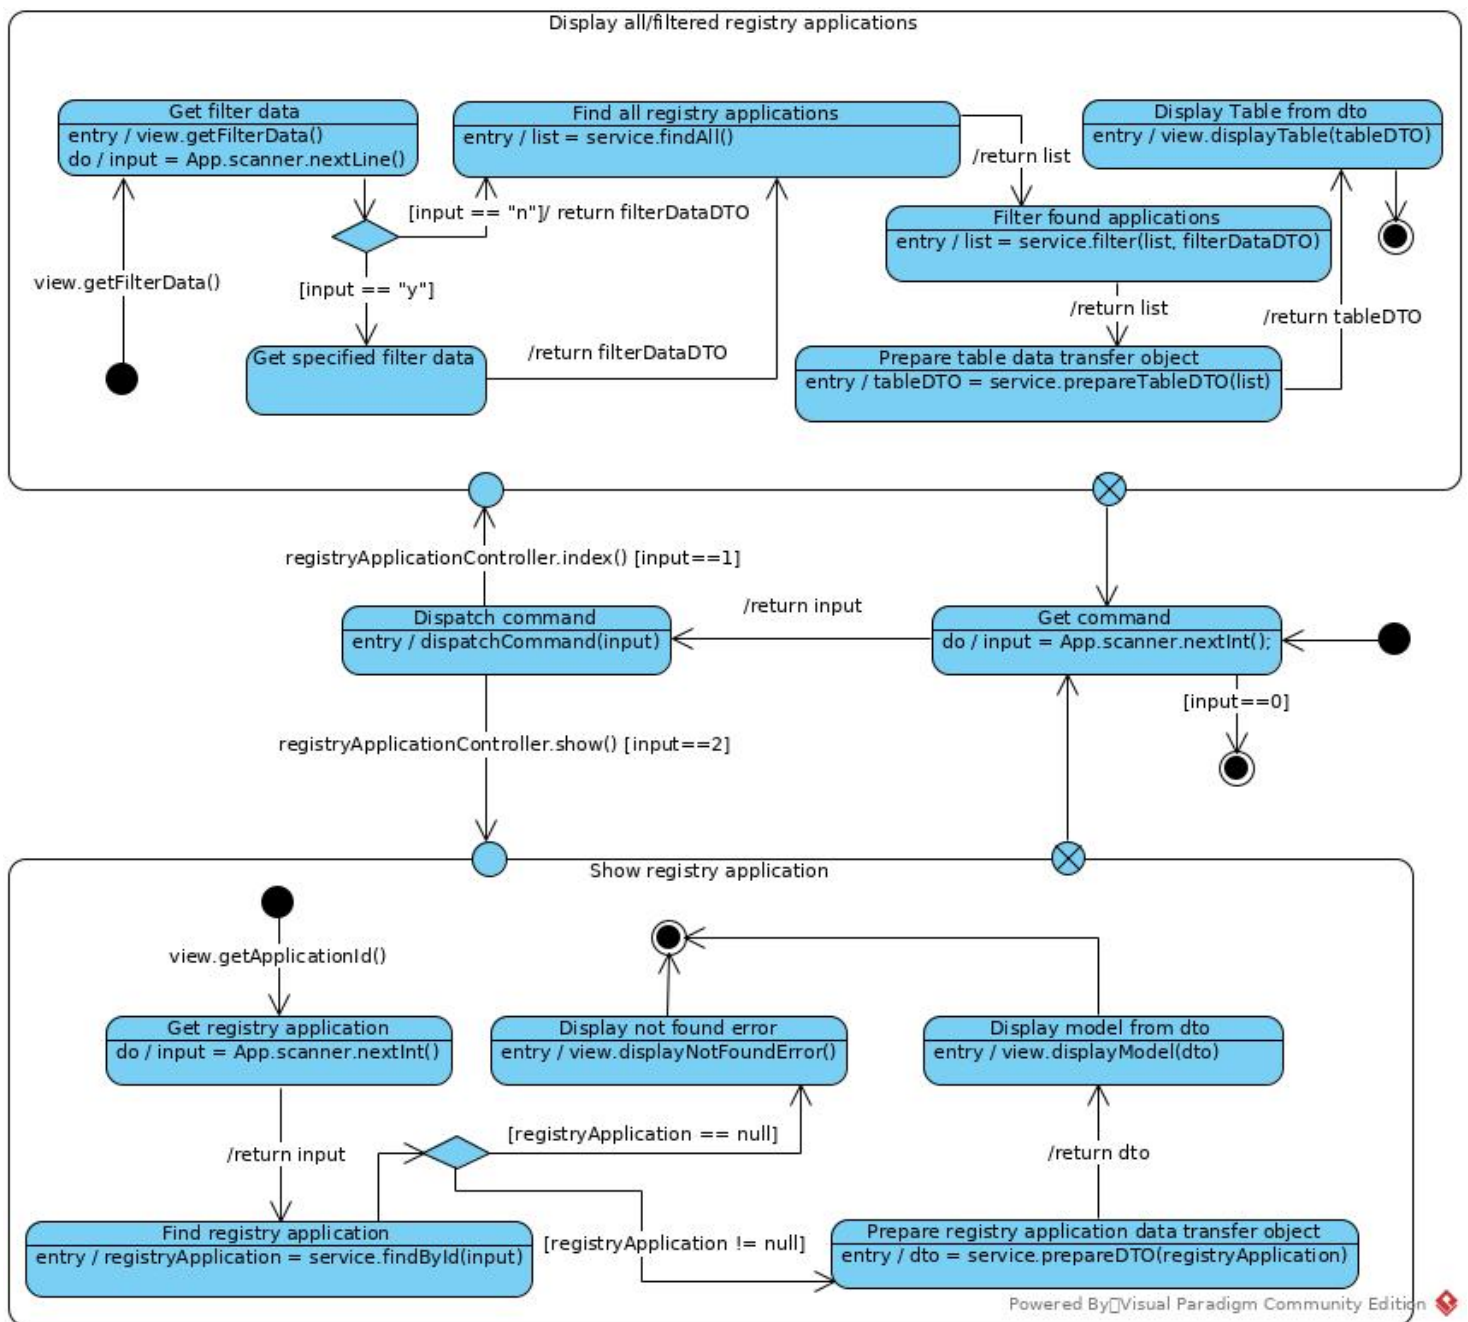 Display all/filtered registry applications
Get filter data
entry / view.getFilterData()
do / input = App.scanner.nextLine()
Find all registry applications
entry / list = service.findAll()
Display Table from dto
entry / view.displayTable(tableDTO)
/return list
[input == "n"]/ return filterDataDTO
Filter found applications
entry / list = service.filter(list, filterDataDTO)
view.getFilterData()
[input == "y"]
/return list
/return tableDTO
Get specified filter data
/return filterDataDTO
Prepare table data transfer object
entry / tableDTO = service.prepareTableDTO(list)
registryApplicationController.index() [input==1]
Dispatch command
entry / dispatchCommand(input)
/return input
Get command
do / input = App.scanner.nextInt();
[input==0]
registryApplicationController.show() [input==2]
Show registry application
view.getApplicationId()
Get registry application
do / input = App.scanner.nextInt()
Display not found error
entry / view.displayNotFoundError()
Display model from dto
entry / view.displayModel(dto)
/return input
[registryApplication == null]
/return dto
Find registry application
entry / registryApplication = service.findById(input)
[registryApplication != null]
Prepare registry application data transfer object
entry / dto = service.prepareDTO(registryApplication)
Powered By Visual Paradigm Community Edition